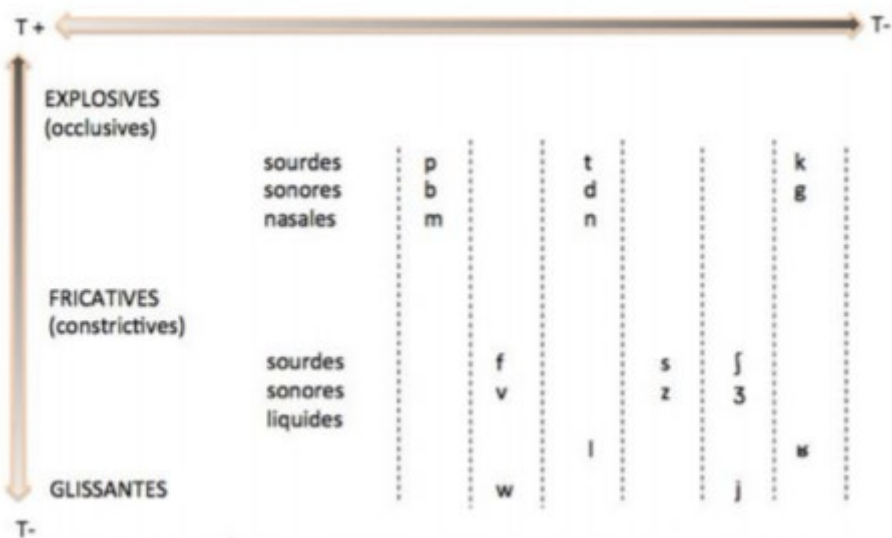 T + T-
EXPLOSIVES
(occlusives)
sourdes p t k
sonores b d g
nasales m n
FRICATIVES
(constrictives)
sourdes f s ʃ
sonores v z ʒ
liquides
l ʁ
GLISSANTES w j
T-